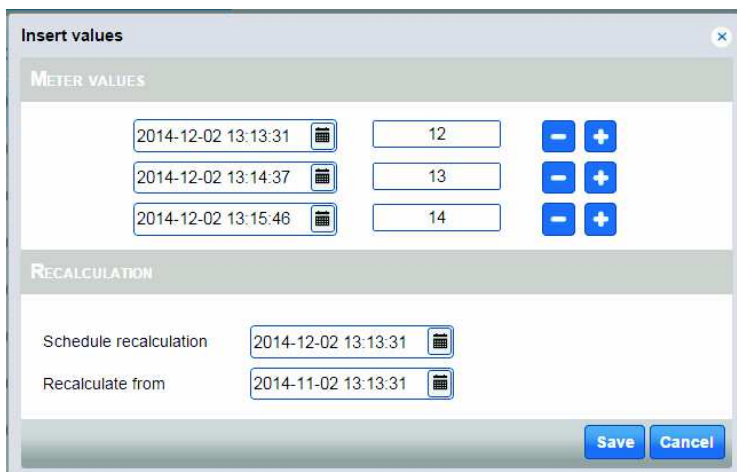 Insert values
METER VALUES
2014-12-02 13:13:31 12
2014-12-02 13:14:37 13
2014-12-02 13:15:46 14
RECALCULATION
Schedule recalculation 2014-12-02 13:13:31
Recalculate from 2014-11-02 13:13:31
Save Cancel